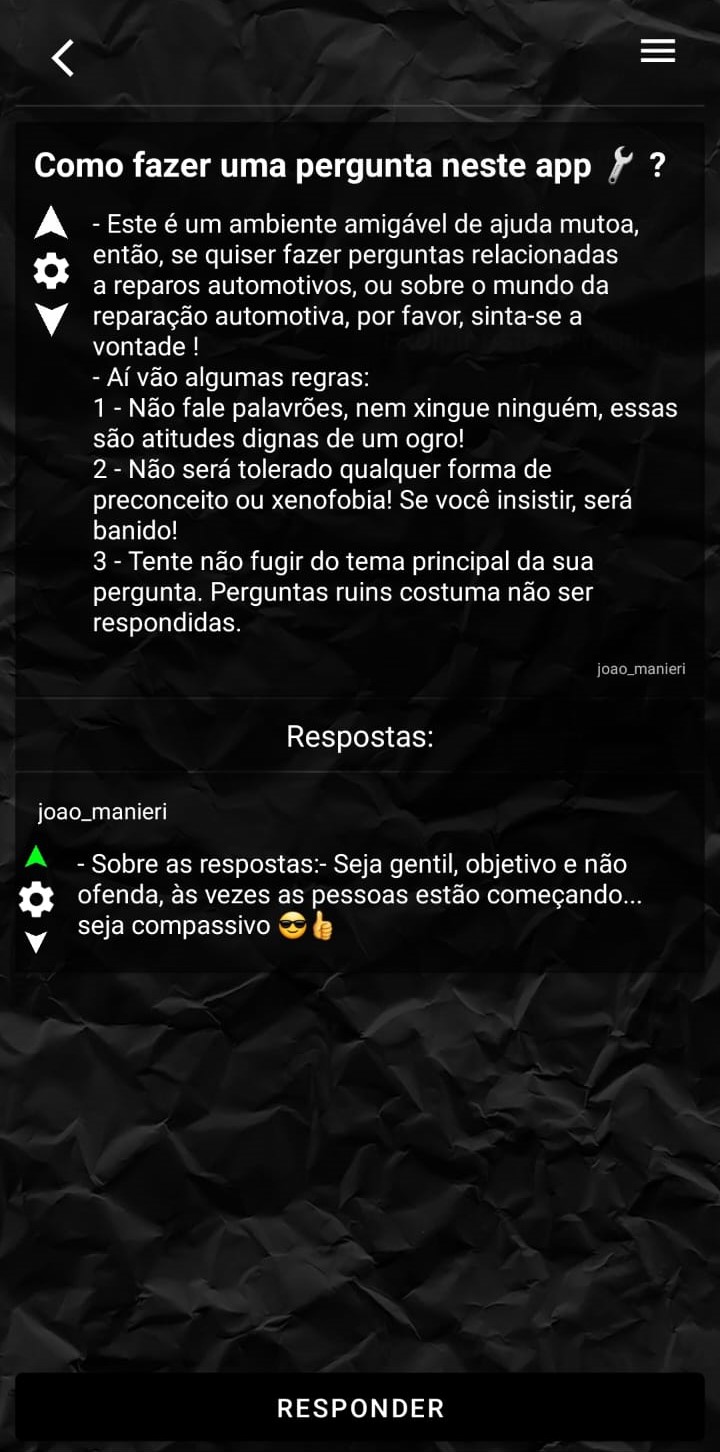 Como fazer uma pergunta neste app 🔧 ?
- Este é um ambiente amigável de ajuda mutoa,
então, se quiser fazer perguntas relacionadas
a reparos automotivos, ou sobre o mundo da
reparação automotiva, por favor, sinta-se a
vontade !
- Aí vão algumas regras:
1 - Não fale palavrões, nem xingue ninguém, essas
são atitudes dignas de um ogro!
2 - Não será tolerado qualquer forma de
preconceito ou xenofobia! Se você insistir, será
banido!
3 - Tente não fugir do tema principal da sua
pergunta. Perguntas ruins costuma não ser
respondidas.
joao_manieri
Respostas:
joao_manieri
- Sobre as respostas:- Seja gentil, objetivo e não
ofenda, às vezes as pessoas estão começando...
seja compassivo 😎👍
RESPONDER